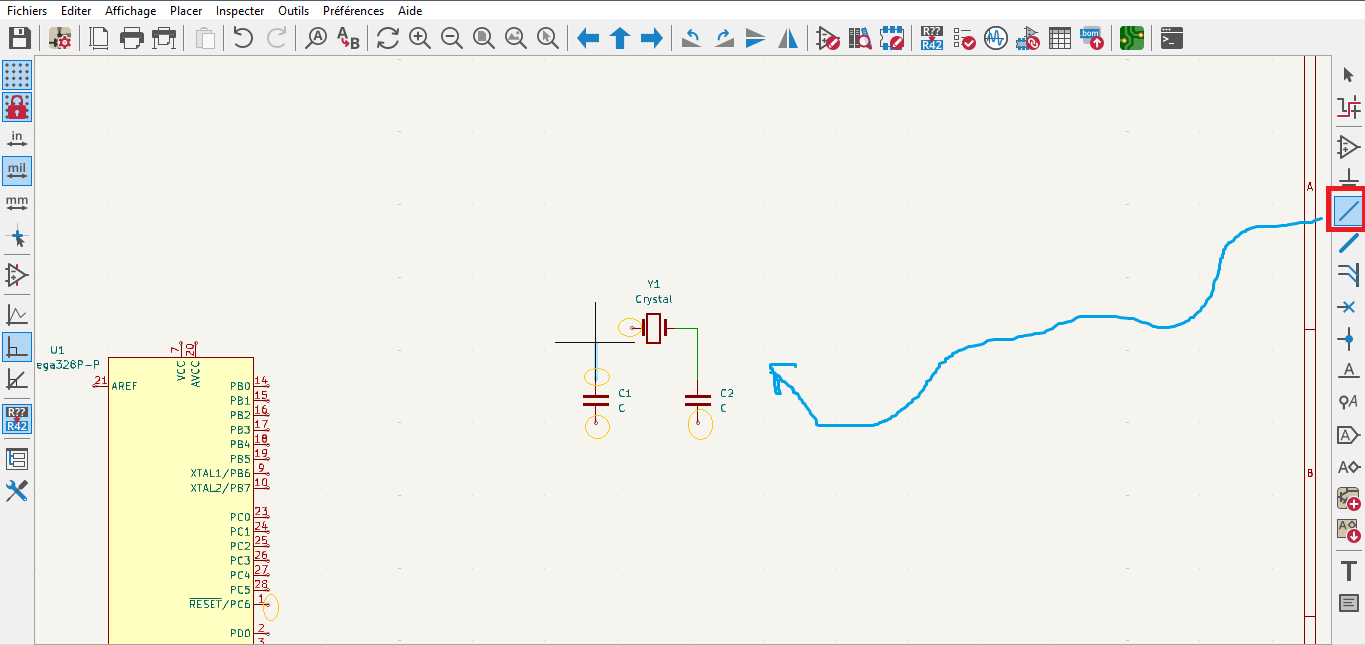 Fichiers Editer Affichage Placer Inspecter Outils Préférences Aide
A
A B
R??
R42
bom
>_
in
mil
mm
R??
R42
A
B
A
A
A
A
A
T
Y1
Crystal
C1
C
C2
C
U1
ega328P-P
7
20
VCC
AVCC
21
AREF
PB0 14
PB1 15
PB2 16
PB3 17
PB4 18
PB5 19
XTAL1/PB6 9
XTAL2/PB7 10
PC0 23
PC1 24
PC2 25
PC3 26
PC4 27
PC5 28
RESET/PC6 1
PD0 2
3